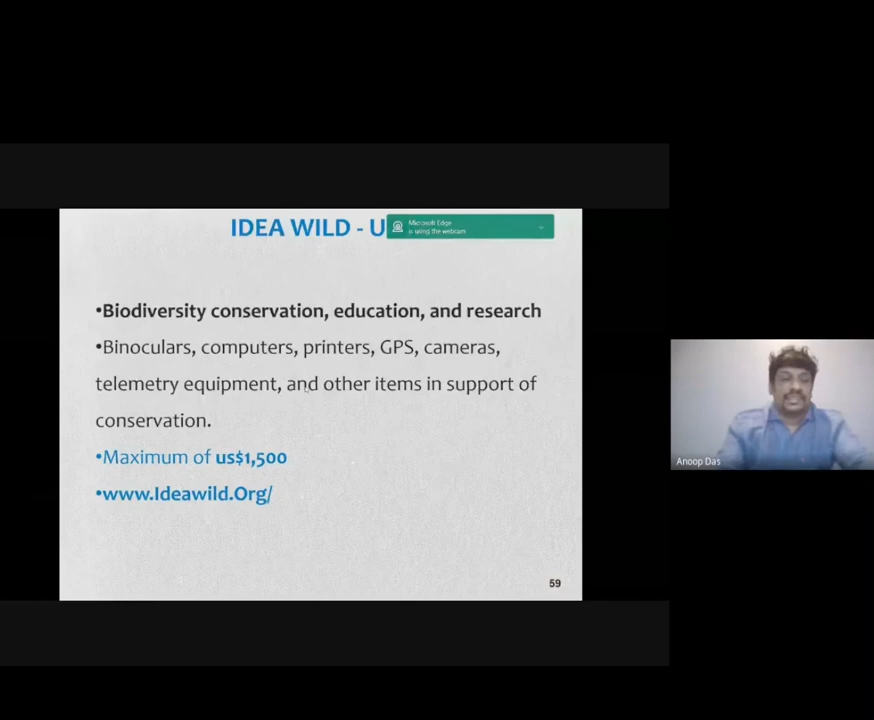 IDEA WILD - U
Microsoft Edge
is using the webcam
•Biodiversity conservation, education, and research
•Binoculars, computers, printers, GPS, cameras,
telemetry equipment, and other items in support of
conservation.
•Maximum of us$1,500
•www.Ideawild.Org/
Anoop Das
59